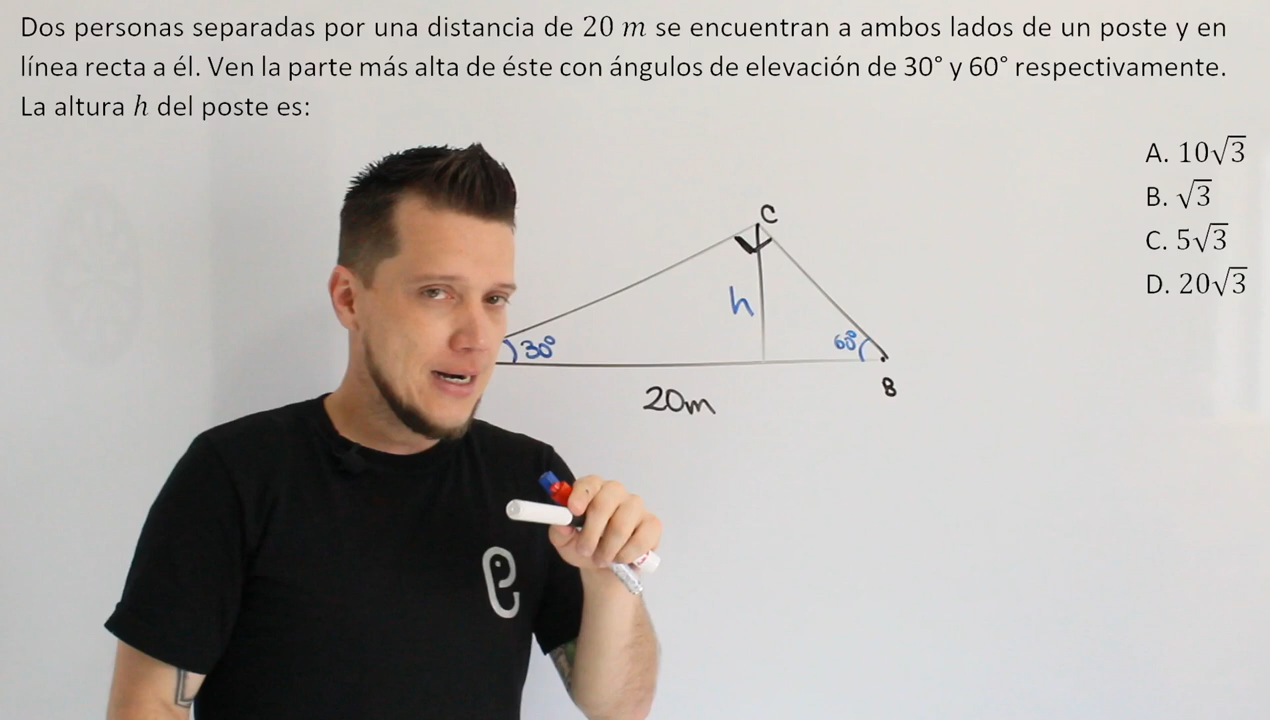 Dos personas separadas por una distancia de 20 m se encuentran a ambos lados de un poste y en
línea recta a él. Ven la parte más alta de éste con ángulos de elevación de 30° y 60° respectivamente.
La altura h del poste es:
A. 10√3
B. √3
C. 5√3
D. 20√3
C
h
30°
60°
B
20m
e